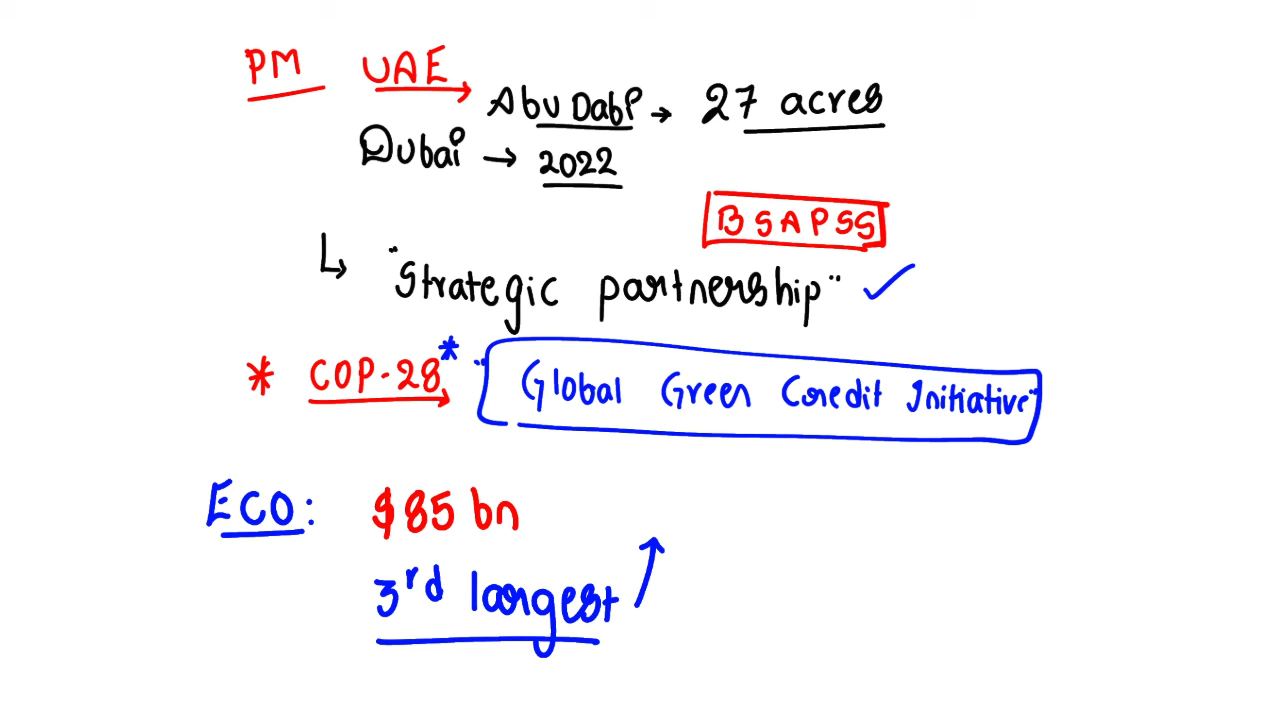 PM UAE
Abu Dabi → 27 acres
Dubai → 2022
BSAPSS
"Strategic partnership"
* COP-28* "Global Green Credit Initiative"
ECO: $85 bn
3rd largest